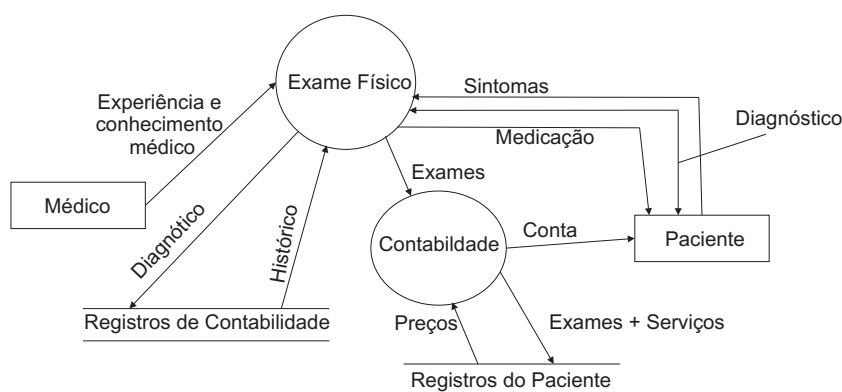 Exame Físico
Sintomas
Experiência e
conhecimento
médico
Diagnóstico
Medicação
Exames
Médico
Diagnótico
Histórico
Contabildade
Conta
Paciente
Registros de Contabilidade
Preços
Exames + Serviços
Registros do Paciente